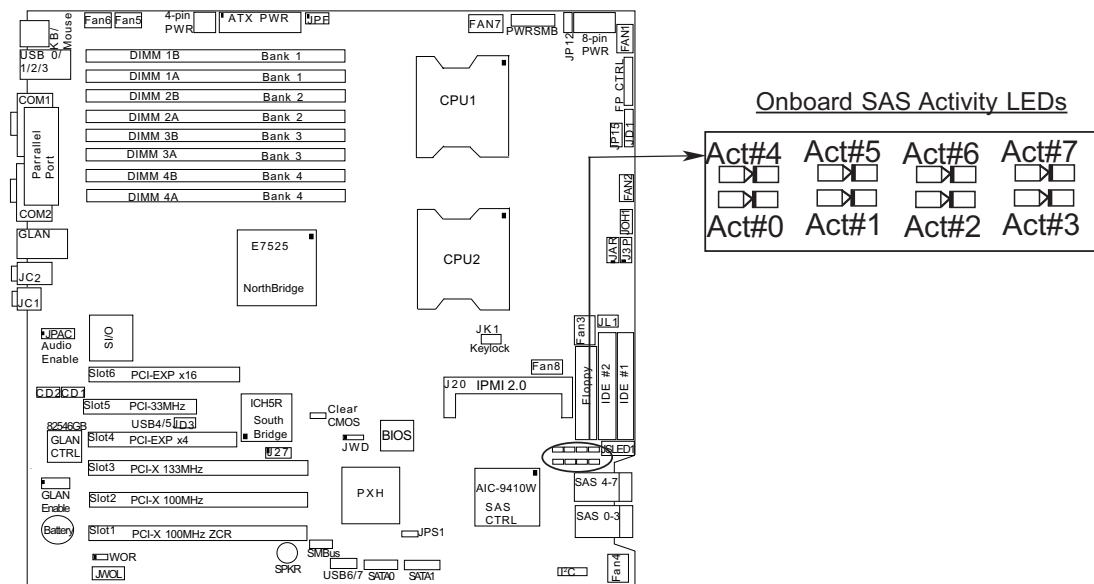 Fan6
Fan5
4-pin
PWR
ATX PWR
JPF
FAN7
PWRSMB
JP12
8-pin
PWR
FAN1
KB/
Mouse
USB 0/
1/2/3
DIMM 1B Bank 1
DIMM 1A Bank 1
DIMM 2B Bank 2
DIMM 2A Bank 2
DIMM 3B Bank 3
DIMM 3A Bank 3
DIMM 4B Bank 4
DIMM 4A Bank 4
CPU1
FP CTRL
JP15
JD1
COM1
Parrallel
Port
COM2
FAN2
JOH1
JAR
J3P
GLAN
JC2
JC1
E7525
NorthBridge
CPU2
Onboard SAS Activity LEDs
Act#4 Act#5 Act#6 Act#7
Act#0 Act#1 Act#2 Act#3
JPAC
Audio
Enable
SI/O
JK1
Keylock
Fan3
JL1
Fan8
Floppy
IDE #2
IDE #1
Slot6 PCI-EXP x16
J20 IPMI 2.0
CD2
CD1
Slot5 PCI-33MHz
ICH5R
South
Bridge
Clear
CMOS
82546GB
GLAN
CTRL
USB4/5
JD3
Slot4 PCI-EXP x4
JWD
BIOS
J27
JSLED1
Slot3 PCI-X 133MHz
GLAN
Enable
Slot2 PCI-X 100MHz
PXH
AIC-9410W
SAS
CTRL
SAS 4-7
SAS 0-3
Battery
Slot1 PCI-X 100MHz ZCR
JPS1
WOR
JWOL
SPKR
SMBus
USB6/7
SATA0
SATA1
I²C
Fan4